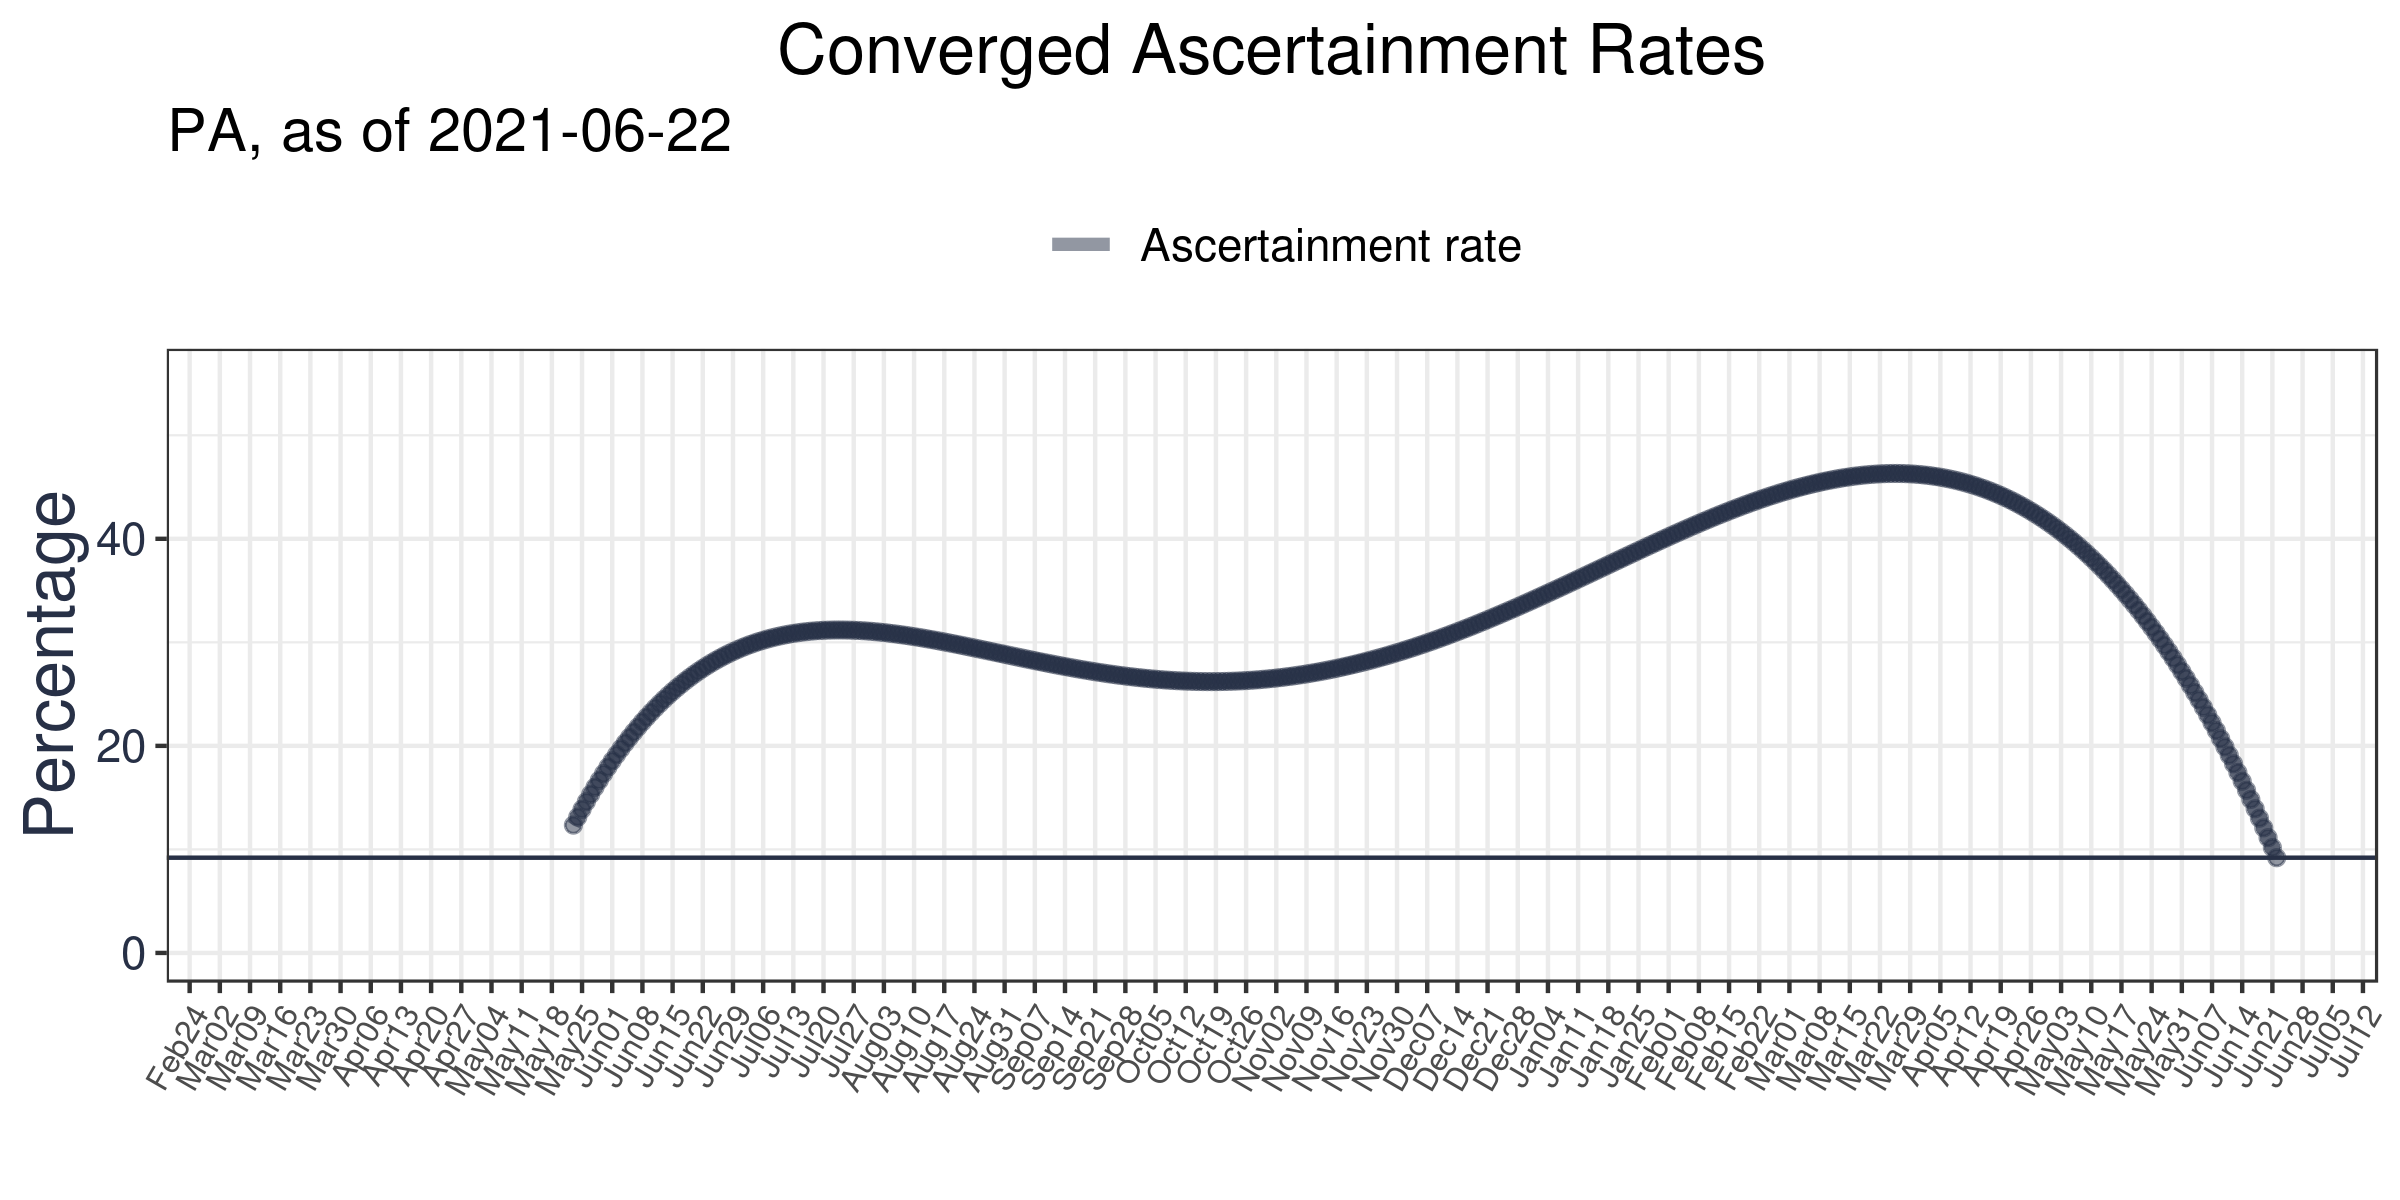 Converged Ascertainment Rates
PA, as of 2021-06-22
Ascertainment rate
Percentage
40
20
0
Feb24 Mar02 Mar09 Mar16 Mar23 Mar30 Apr06 Apr13 Apr20 Apr27 May04 May11 May18 May25 Jun01 Jun08 Jun15 Jun22 Jun29 Jul06 Jul13 Jul20 Jul27 Aug03 Aug10 Aug17 Aug24 Aug31 Sep07 Sep14 Sep21 Sep28 Oct05 Oct12 Oct19 Oct26 Nov02 Nov09 Nov16 Nov23 Nov30 Dec07 Dec14 Dec21 Dec28 Jan04 Jan11 Jan18 Jan25 Feb01 Feb08 Feb15 Feb22 Mar01 Mar08 Mar15 Mar22 Mar29 Apr05 Apr12 Apr19 Apr26 May03 May10 May17 May24 May31 Jun07 Jun14 Jun21 Jun28 Jul05 Jul12